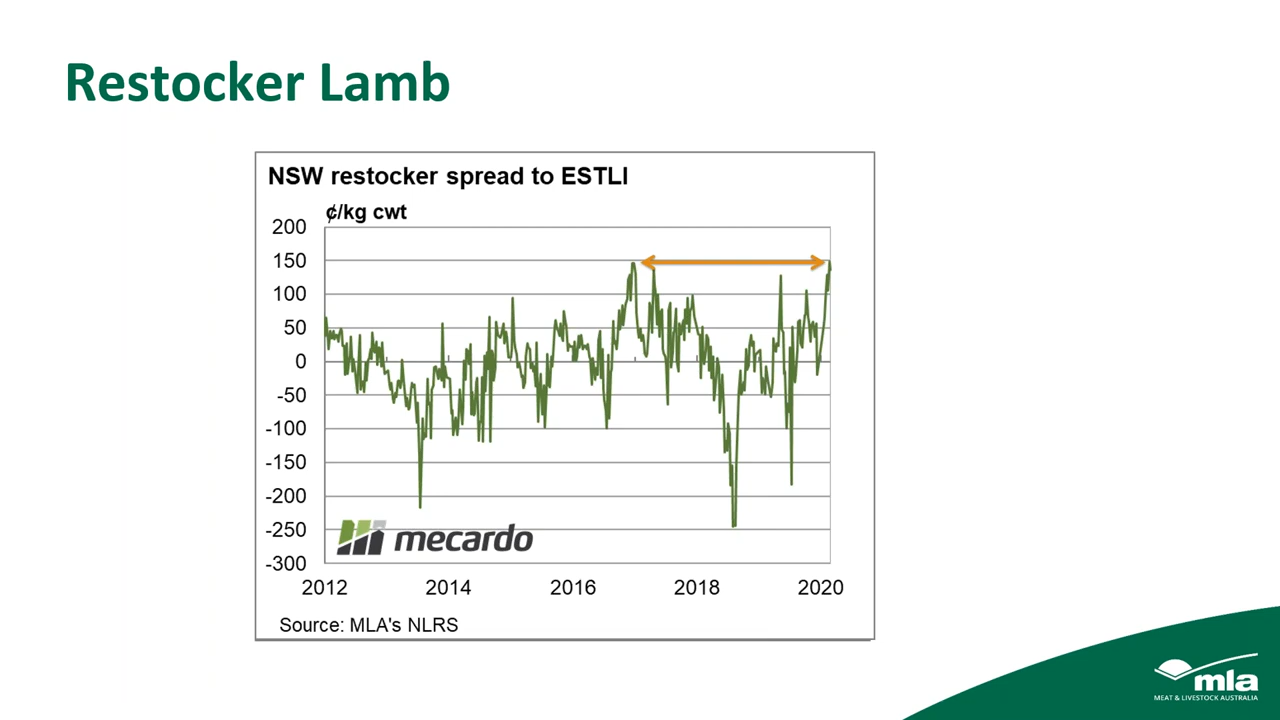 Restocker Lamb
NSW restocker spread to ESTLI
¢/kg cwt
200
150
100
50
0
-50
-100
-150
-200
-250
-300
mecardo
2012 2014 2016 2018 2020
Source: MLA's NLRS
mla
MEAT & LIVESTOCK AUSTRALIA